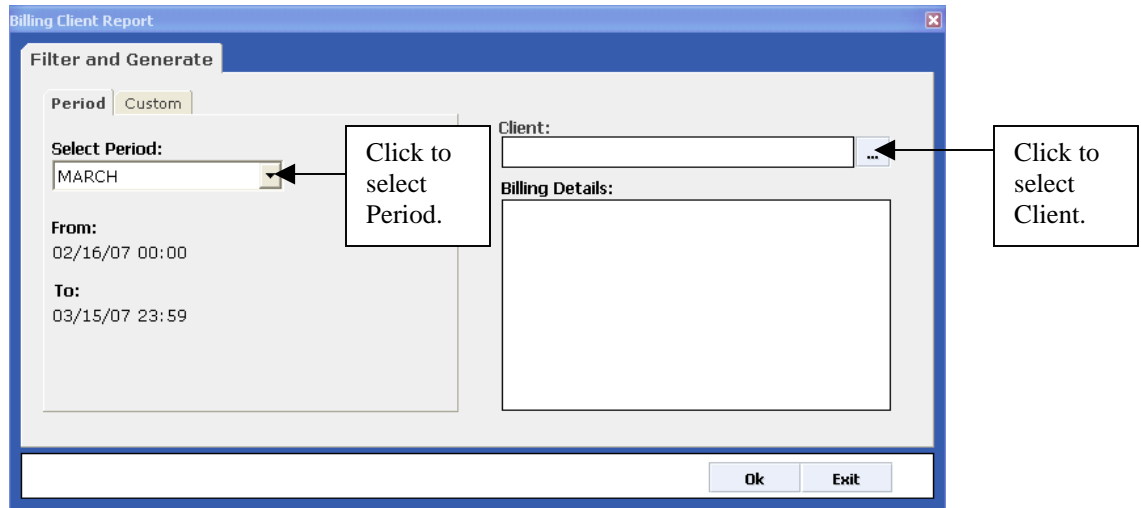 Billing Client Report
Filter and Generate
Period Custom
Select Period:
MARCH
From:
02/16/07 00:00
To:
03/15/07 23:59
Click to
select
Period.
Client:
...
Billing Details:
Click to
select
Client.
Ok Exit